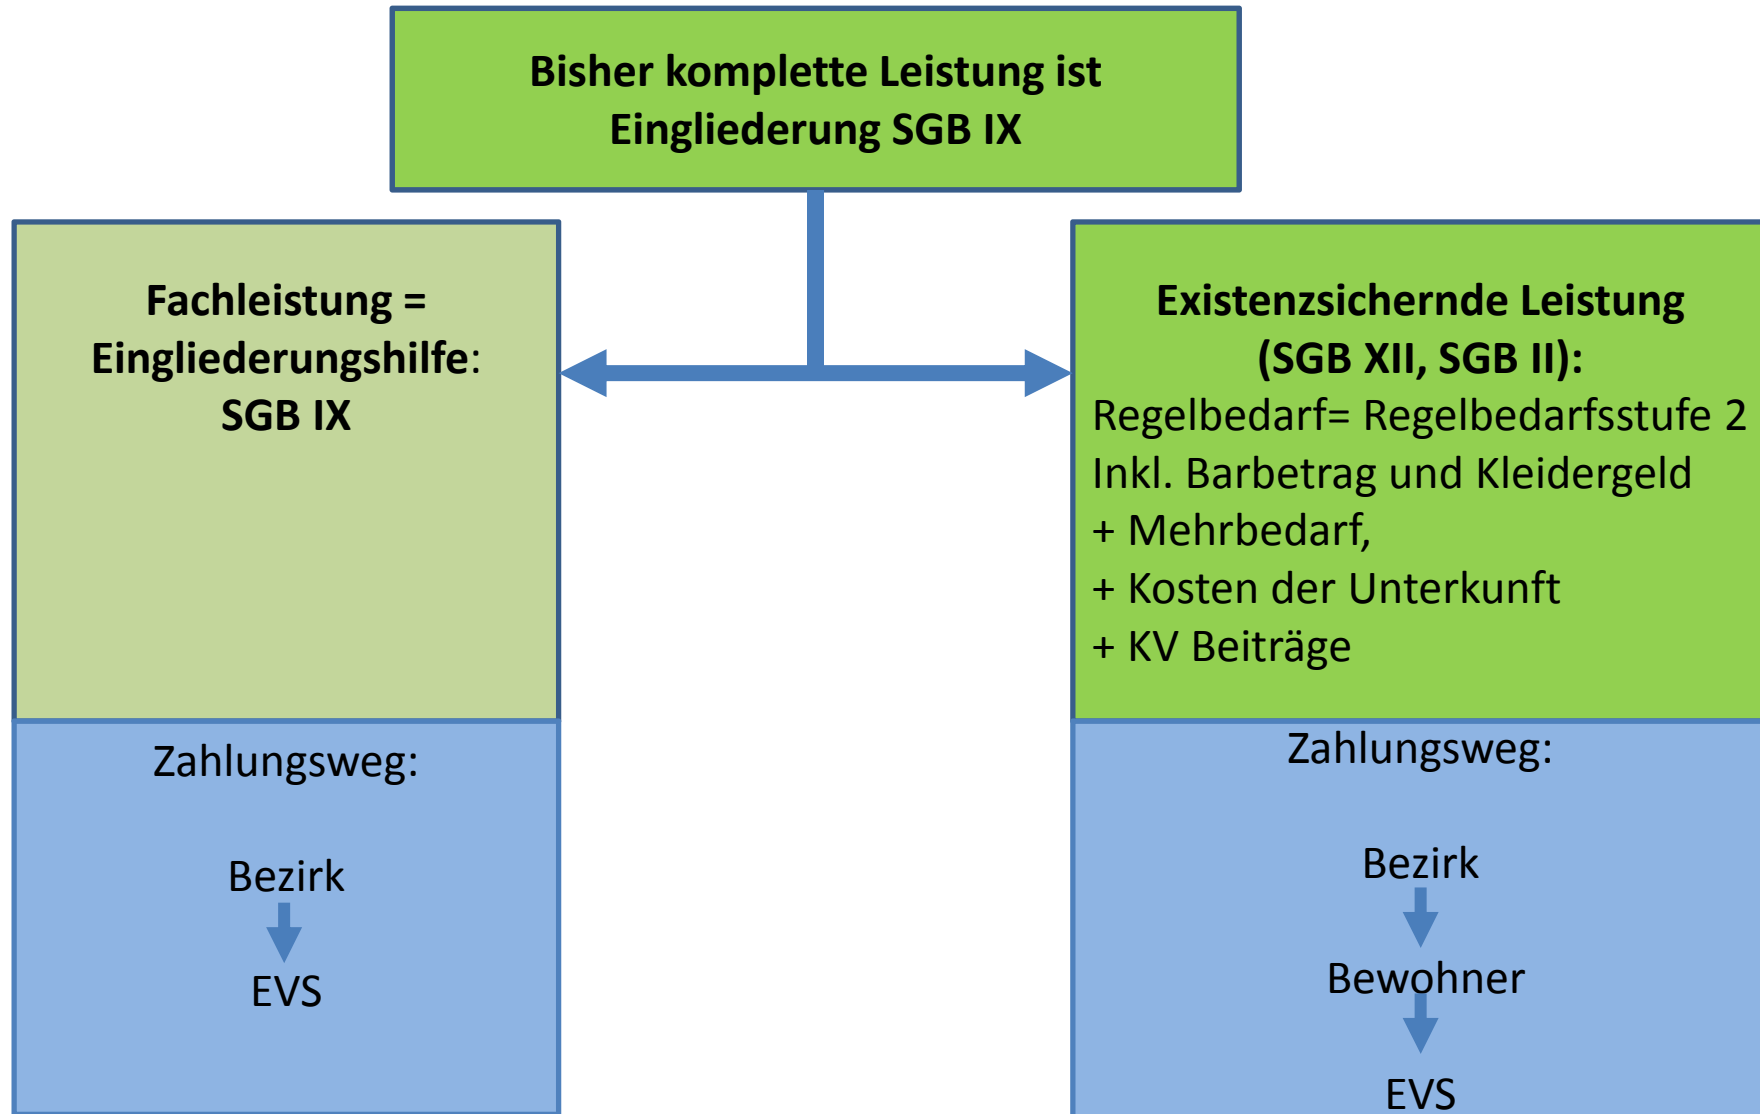 Bisher komplette Leistung ist
Eingliederung SGB IX
Fachleistung =
Eingliederungshilfe:
SGB IX
Zahlungsweg:
Bezirk
EVS
Existenzsichernde Leistung
(SGB XII, SGB II):
Regelbedarf= Regelbedarfsstufe 2
Inkl. Barbetrag und Kleidergeld
+ Mehrbedarf,
+ Kosten der Unterkunft
+ KV Beiträge
Zahlungsweg:
Bezirk
Bewohner
EVS